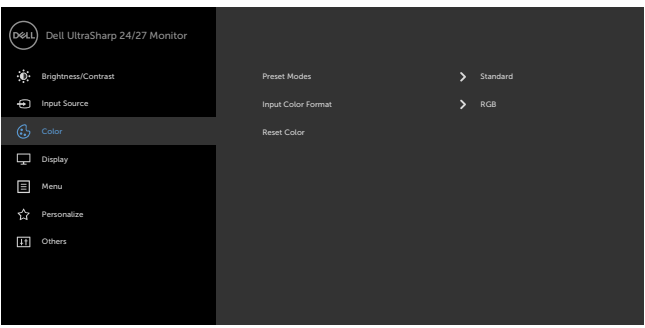 DELL
Dell UltraSharp 24/27 Monitor
Brightness/Contrast
Preset Modes
Standard
Input Source
Input Color Format
RGB
Color
Reset Color
Display
Menu
Personalize
Others